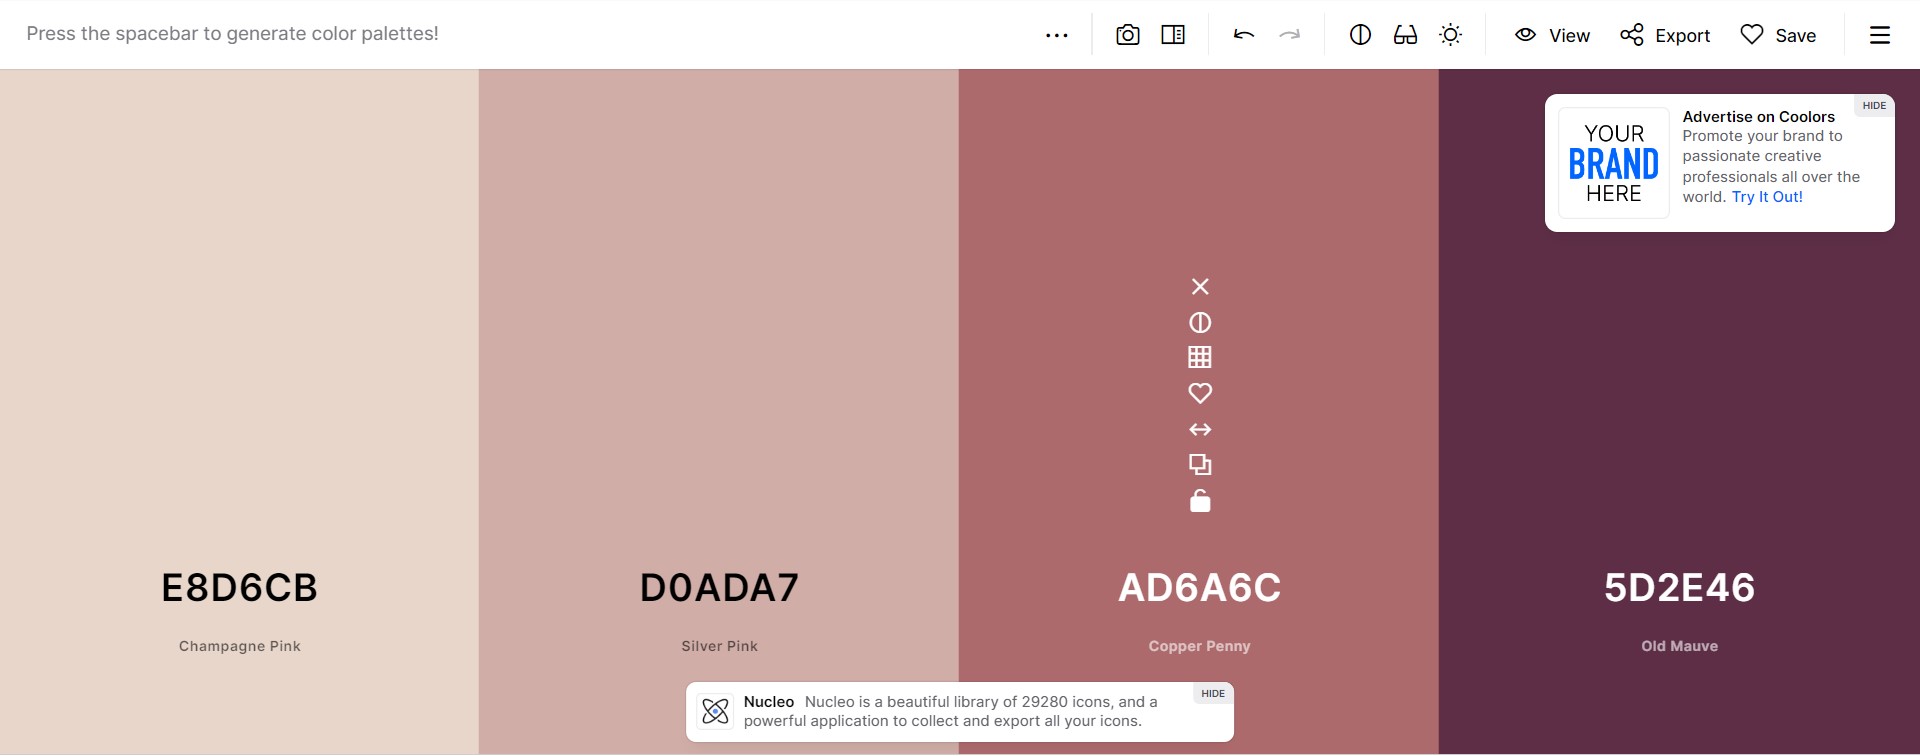 Press the spacebar to generate color palettes!
View
Export
Save
HIDE
YOUR
BRAND
HERE
Advertise on Coolors
Promote your brand to
passionate creative
professionals all over the
world. Try It Out!
E8D6CB
D0ADA7
AD6A6C
5D2E46
Champagne Pink
Silver Pink
Copper Penny
Old Mauve
Nucleo Nucleo is a beautiful library of 29280 icons, and a
powerful application to collect and export all your icons.
HIDE